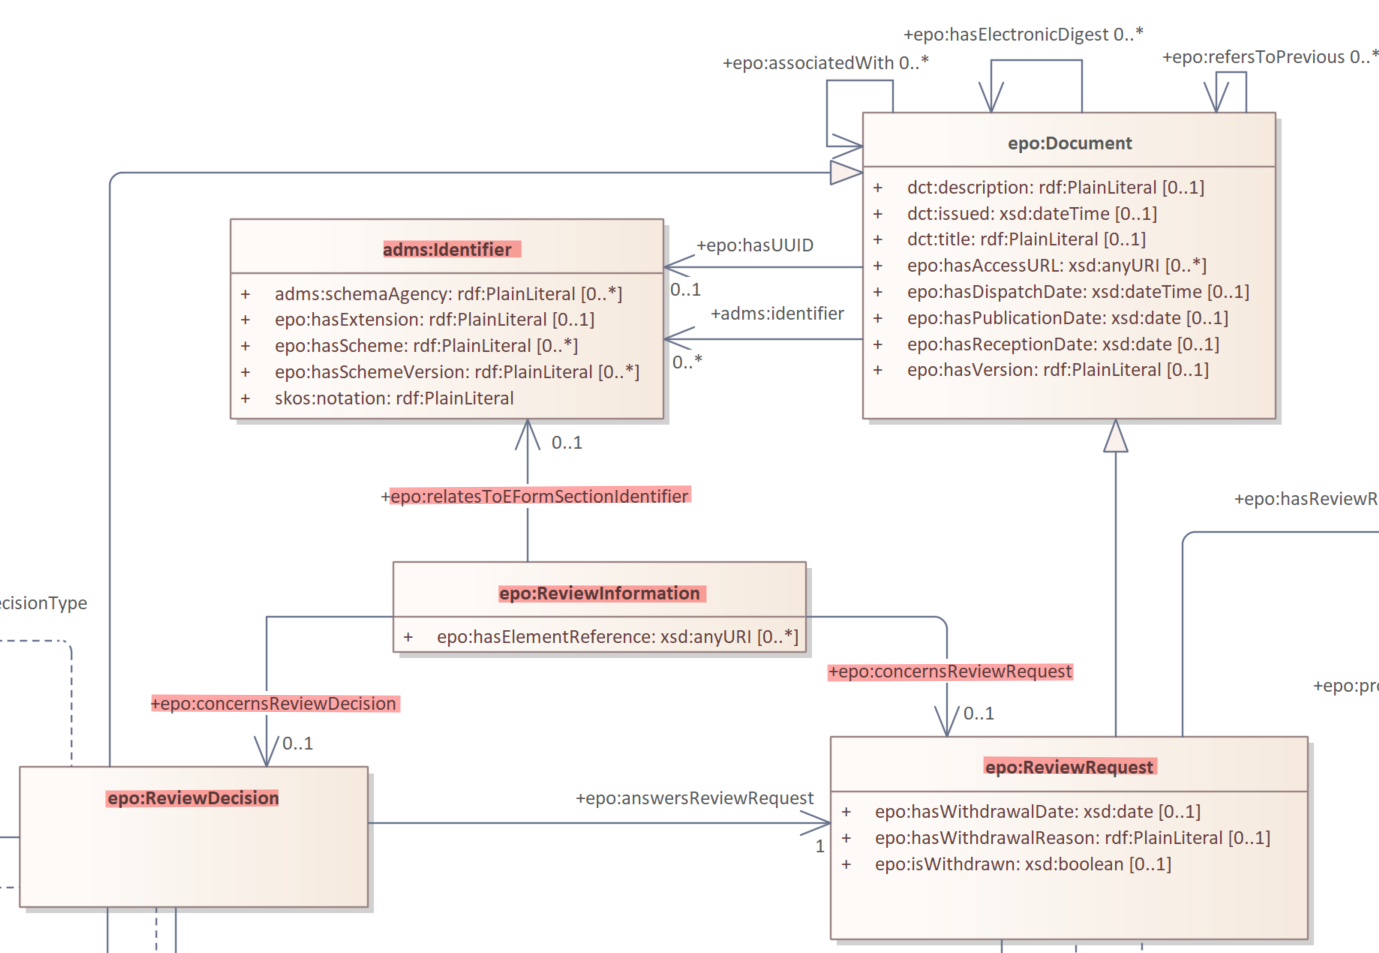 +epo:hasElectronicDigest 0..*
+epo:associatedWith 0..*
+epo:refersToPrevious 0..*
epo:Document
+ dct:description: rdf:PlainLiteral [0..1]
+ dct:issued: xsd:dateTime [0..1]
+ dct:title: rdf:PlainLiteral [0..1]
+ epo:hasAccessURL: xsd:anyURI [0..*]
+ epo:hasDispatchDate: xsd:dateTime [0..1]
+ epo:hasPublicationDate: xsd:date [0..1]
+ epo:hasReceptionDate: xsd:date [0..1]
+ epo:hasVersion: rdf:PlainLiteral [0..1]
adms:Identifier
+ adms:schemaAgency: rdf:PlainLiteral [0..*]
+ epo:hasExtension: rdf:PlainLiteral [0..1]
+ epo:hasScheme: rdf:PlainLiteral [0..*]
+ epo:hasSchemeVersion: rdf:PlainLiteral [0..*]
+ skos:notation: rdf:PlainLiteral
+epo:hasUUID
0..1
+adms:identifier
0..*
0..1
+epo:relatesToEFormSectionIdentifier
+epo:hasReviewR
epo:ReviewInformation
+ epo:hasElementReference: xsd:anyURI [0..*]
ecisionType
+epo:concernsReviewRequest
0..1
+epo:pr
+epo:concernsReviewDecision
0..1
epo:ReviewDecision
+epo:answersReviewRequest
1
epo:ReviewRequest
+ epo:hasWithdrawalDate: xsd:date [0..1]
+ epo:hasWithdrawalReason: rdf:PlainLiteral [0..1]
+ epo:isWithdrawn: xsd:boolean [0..1]